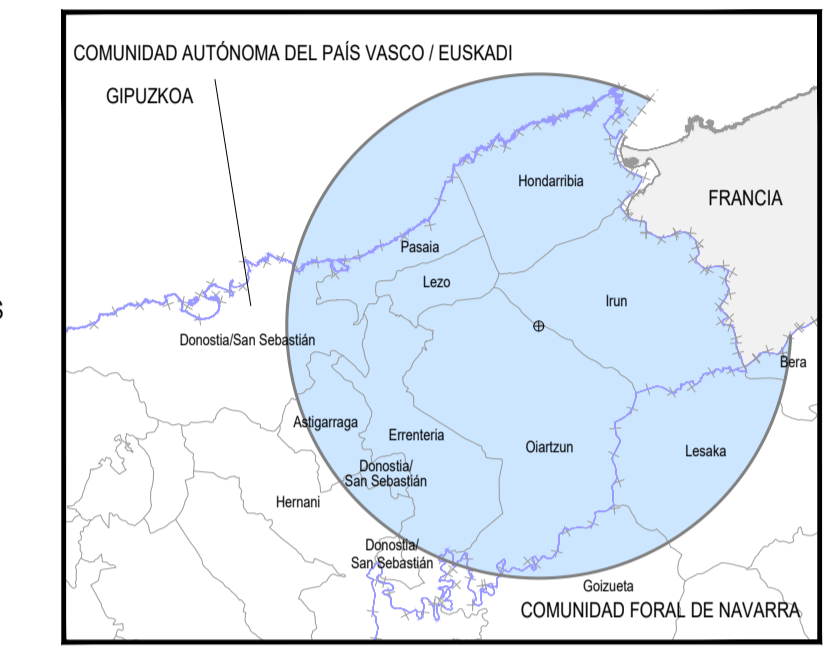 COMUNIDAD AUTÓNOMA DEL PAÍS VASCO / EUSKADI
GIPUZKOA
Hondarribia
FRANCIA
Pasaia
Lezo
Irun
S
Donostia/San Sebastián
Bera
Astigarraga
Errenteria
Oiartzun
Lesaka
Donostia/
San Sebastián
Hernani
Donostia/
San Sebastián
Goizueta
COMUNIDAD FORAL DE NAVARRA